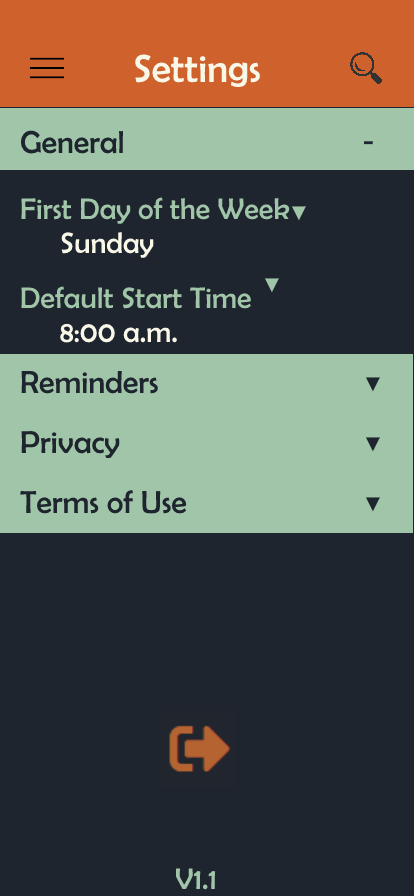 Settings
General -
First Day of the Week▾
Sunday
Default Start Time ▾
8:00 a.m.
Reminders ▾
Privacy ▾
Terms of Use ▾
V1.1